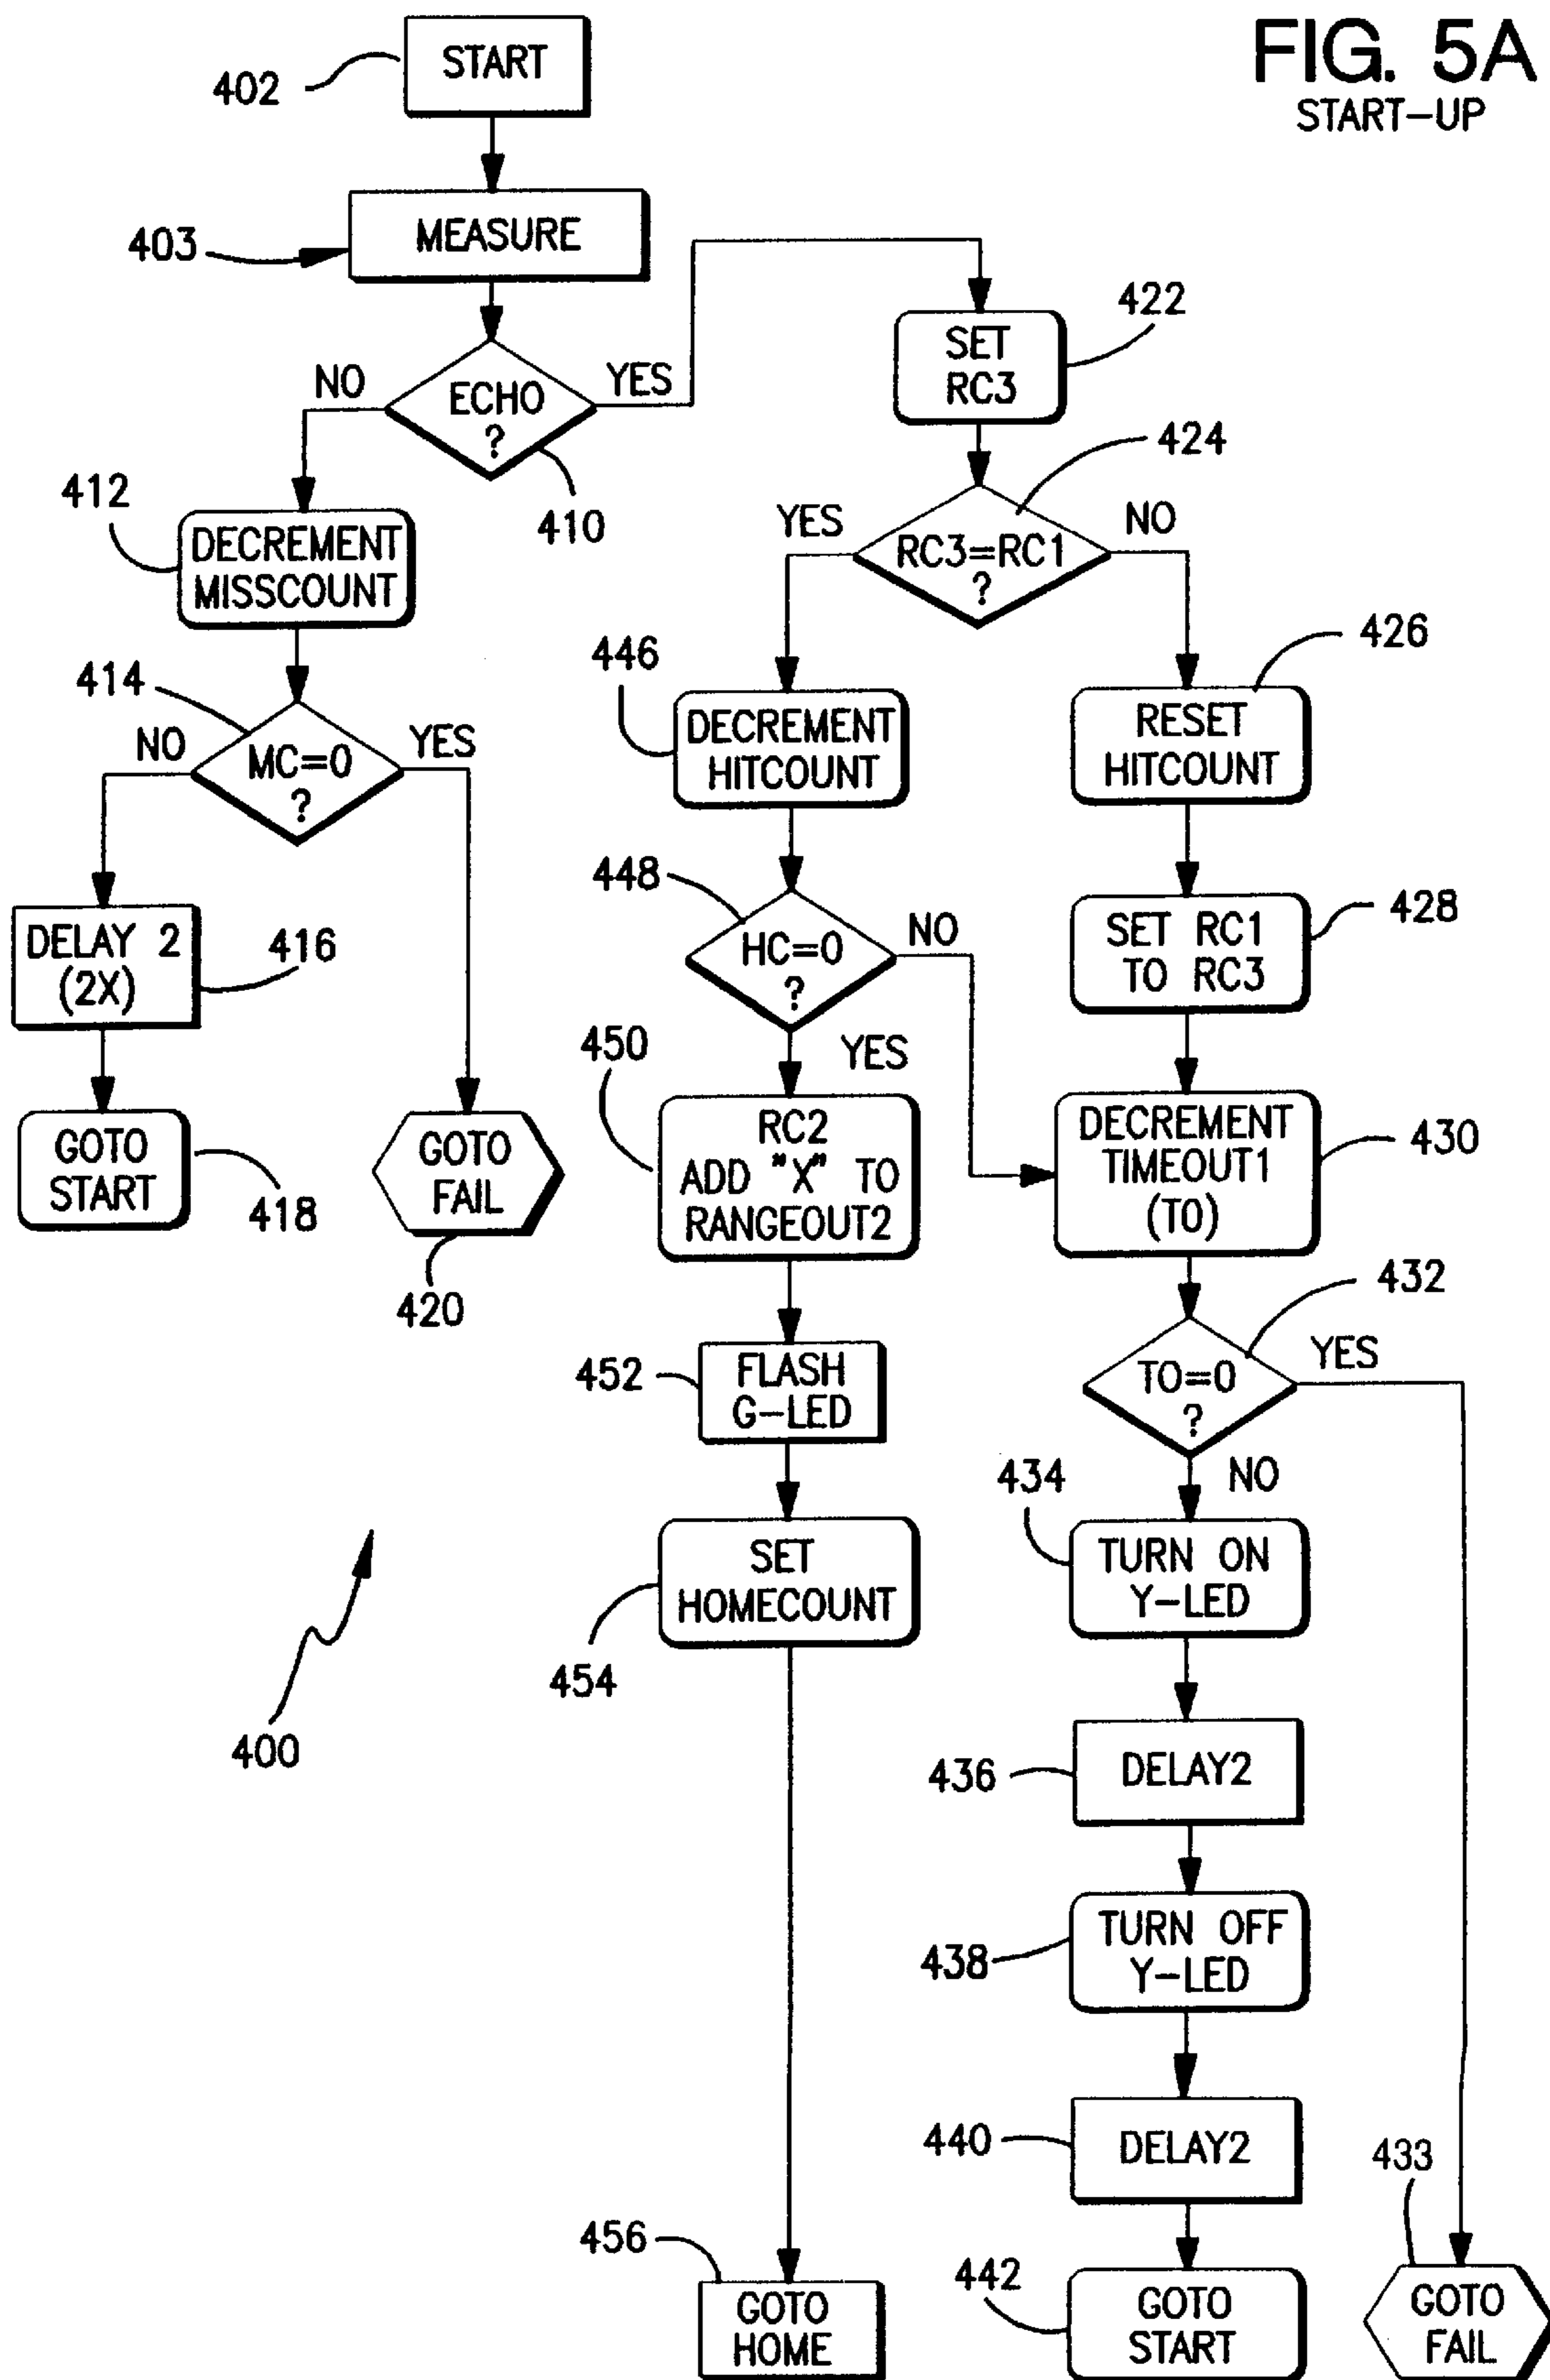 FIG. 5A
START-UP
402
START
403
MEASURE
NO
ECHO
?
YES
410
422
SET
RC3
424
YES
RC3=RC1
?
NO
412
DECREMENT
MISSCOUNT
414
NO
MC=0
?
YES
DELAY 2
(2X)
416
GOTO
START
418
GOTO
FAIL
420
446
DECREMENT
HITCOUNT
426
RESET
HITCOUNT
448
HC=0
?
NO
YES
428
SET RC1
TO RC3
450
RC2
ADD "X" TO
RANGEOUT2
430
DECREMENT
TIMEOUT1
(TO)
452
FLASH
G-LED
432
TO=0
?
YES
NO
454
SET
HOMECOUNT
434
TURN ON
Y-LED
400
436
DELAY2
438
TURN OFF
Y-LED
440
DELAY2
433
456
GOTO
HOME
442
GOTO
START
GOTO
FAIL